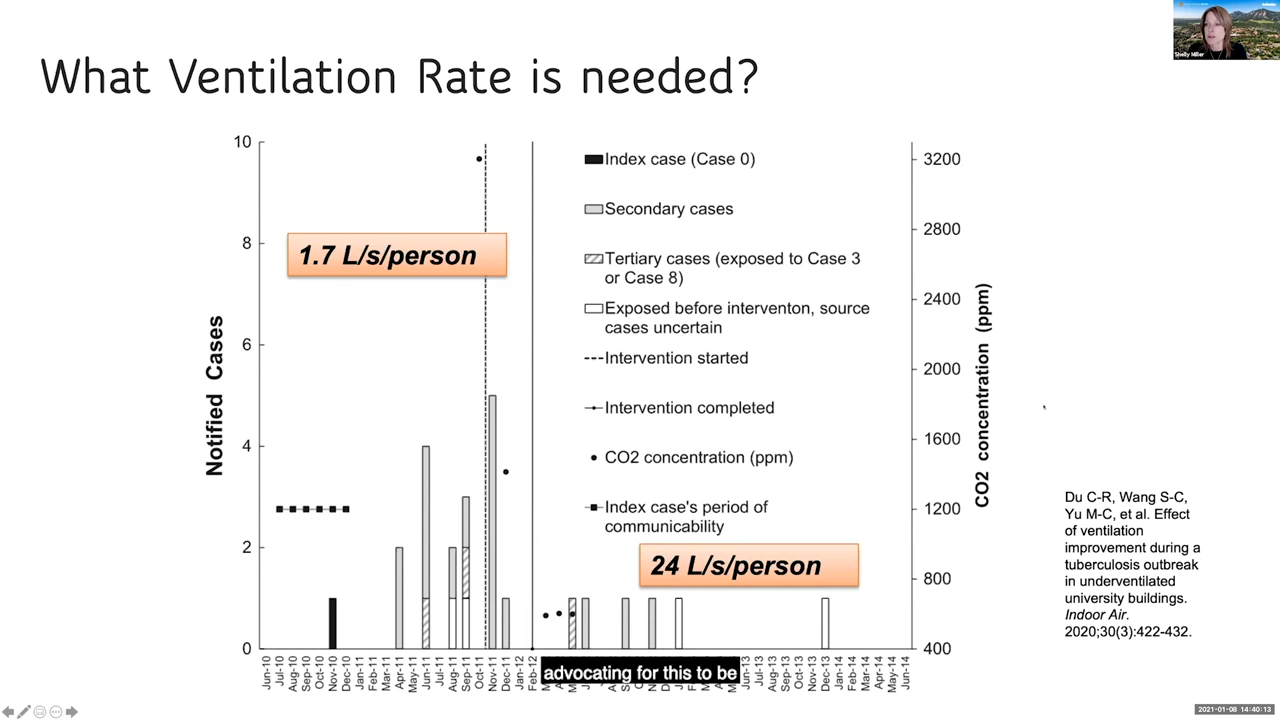 Shelly Miller
What Ventilation Rate is needed?
10
8
6
4
2
0
Notified Cases
1.7 L/s/person
Index case (Case 0)
Secondary cases
Tertiary cases (exposed to Case 3
or Case 8)
Exposed before interventon, source
cases uncertain
Intervention started
Intervention completed
CO2 concentration (ppm)
Index case's period of
communicability
24 L/s/person
3200
2800
2400
2000
1600
1200
800
400
CO2 concentration (ppm)
Jun-10
Jul-10
Aug-10
Sep-10
Oct-10
Nov-10
Dec-10
Jan-11
Feb-11
Mar-11
Apr-11
May-11
Jun-11
Jul-11
Aug-11
Sep-11
Oct-11
Nov-11
Dec-11
Jan-12
Feb-12
Jun-13
Jul-13
Aug-13
Sep-13
Oct-13
Nov-13
Dec-13
Jan-14
Feb-14
Mar-14
Apr-14
May-14
Jun-14
advocating for this to be
Du C-R, Wang S-C,
Yu M-C, et al. Effect
of ventilation
improvement during a
tuberculosis outbreak
in underventilated
university buildings.
Indoor Air.
2020;30(3):422-432.
2021-01-08 14:40:13